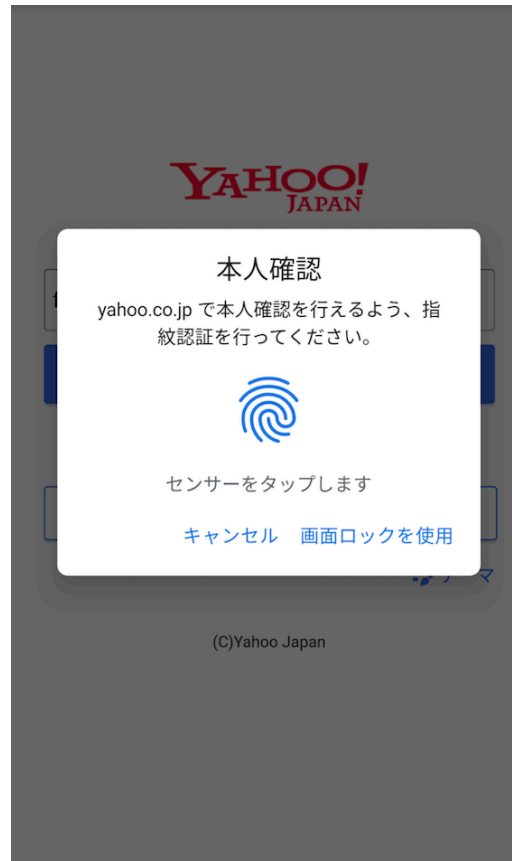 YAHOO!
JAPAN
本人確認
yahoo.co.jp で本人確認を行えるよう、指
紋認証を行ってください。
センサーをタップします
キャンセル 画面ロックを使用
(C)Yahoo Japan